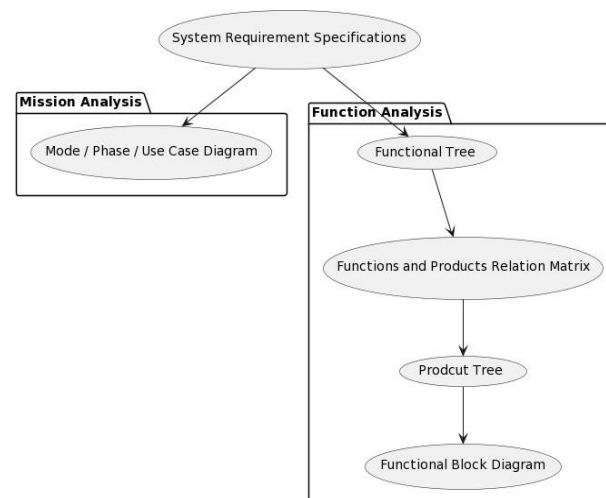 System Requirement Specifications
Mission Analysis
Mode / Phase / Use Case Diagram
Function Analysis
Functional Tree
Functions and Products Relation Matrix
Prodcut Tree
Functional Block Diagram